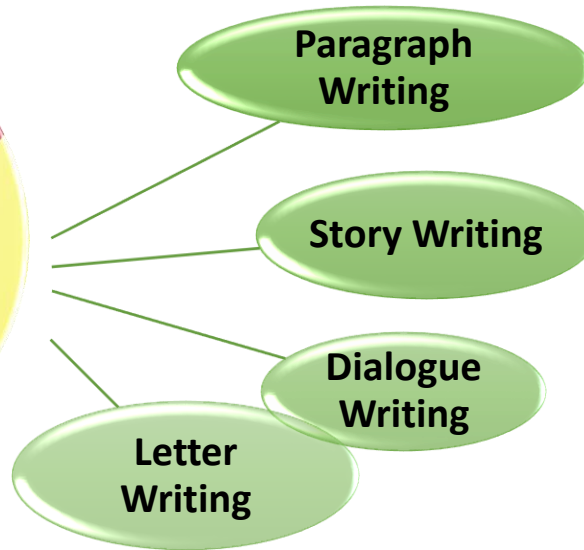 Paragraph
Writing
Story Writing
Dialogue
Writing
Letter
Writing